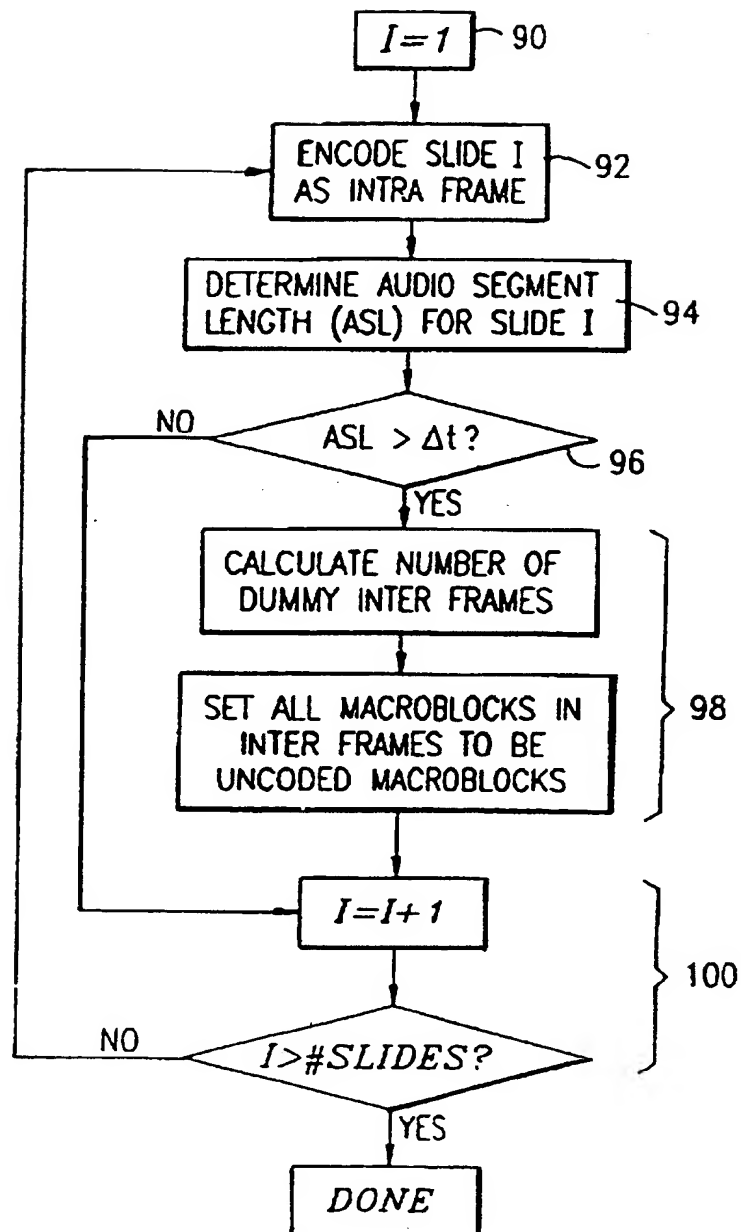 I=1
90
ENCODE SLIDE I
AS INTRA FRAME
92
DETERMINE AUDIO SEGMENT
LENGTH (ASL) FOR SLIDE I
94
NO
ASL > Δt?
96
YES
CALCULATE NUMBER OF
DUMMY INTER FRAMES
SET ALL MACROBLOCKS IN
INTER FRAMES TO BE
UNCODED MACROBLOCKS
98
I=I+1
100
NO
I>#SLIDES?
YES
DONE